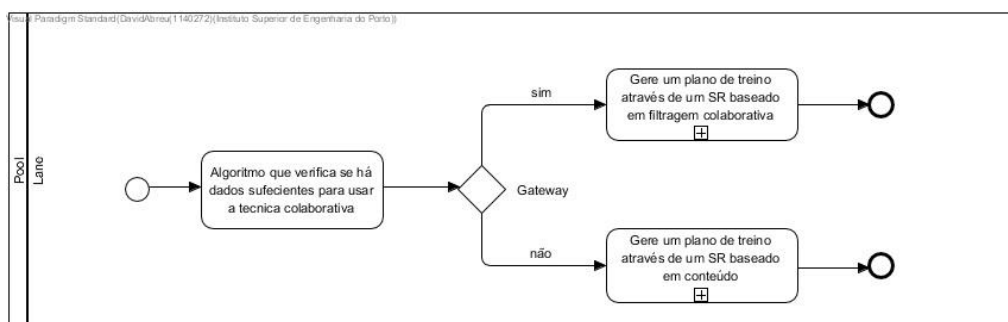 Visual Paradigm Standard(DavidAbreu(1140272)(Instituto Superior de Engenharia do Porto))
Pool
Lane
Algoritmo que verifica se há
dados sufecientes para usar
a tecnica colaborativa
Gateway
sim
Gere um plano de treino
através de um SR baseado
em filtragem colaborativa
não
Gere um plano de treino
através de um SR baseado
em conteúdo